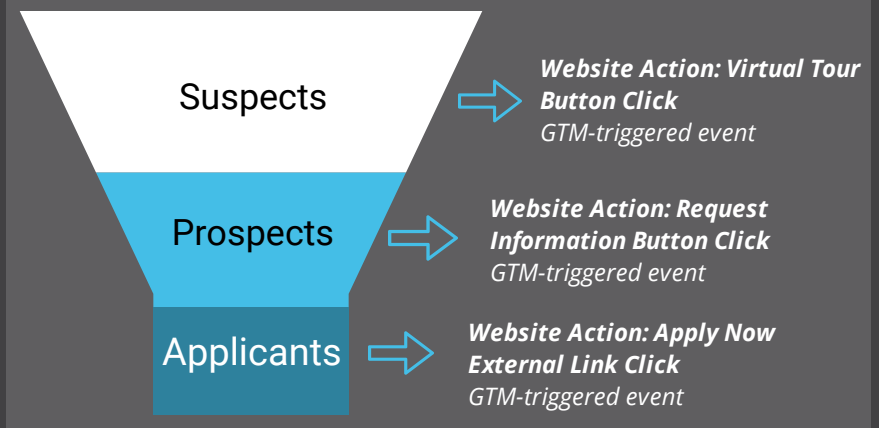 Suspects
Website Action: Virtual Tour
Button Click
GTM-triggered event
Prospects
Website Action: Request
Information Button Click
GTM-triggered event
Applicants
Website Action: Apply Now
External Link Click
GTM-triggered event